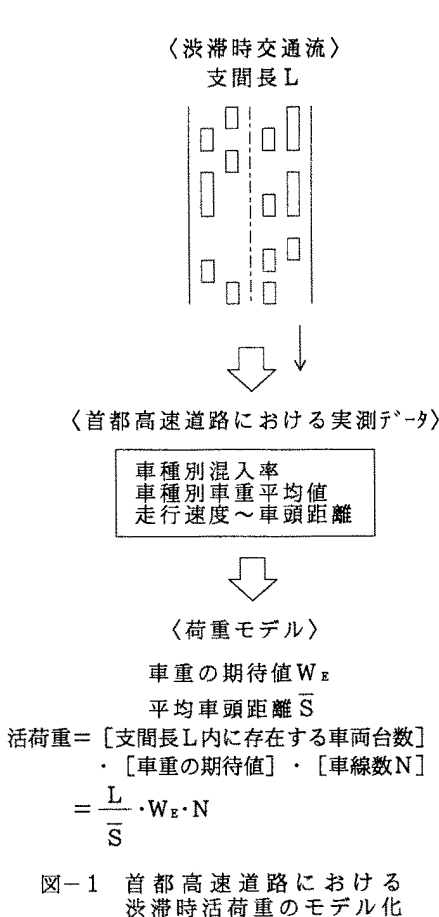 〈渋滞時交通流〉
支間長L
〈首都高速道路における実測ﾃﾞｰﾀ〉
車種別混入率
車種別車重平均値
走行速度～車頭距離
〈荷重モデル〉
車重の期待値WE
平均車頭距離S̅
活荷重＝［支間長L内に存在する車両台数］
・［車重の期待値］・［車線数N］
＝L/S̅・WE・N
図－1 首都高速道路における
渋滞時活荷重のモデル化